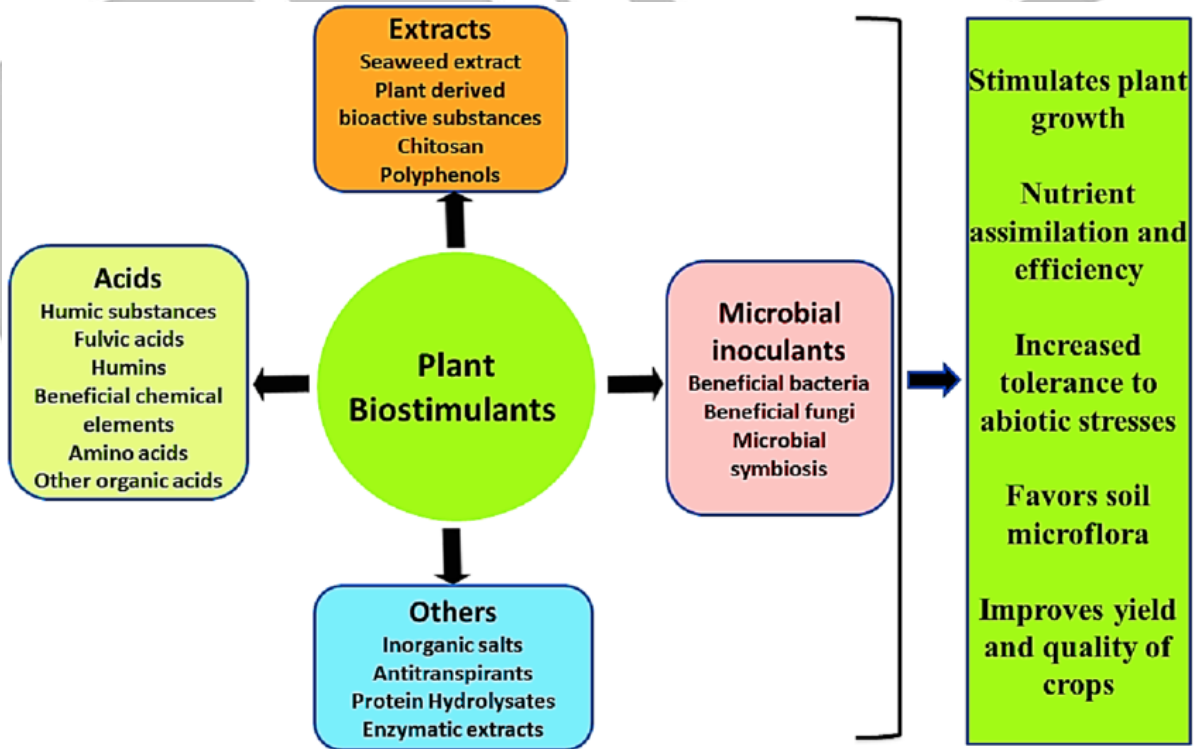 Extracts
Seaweed extract
Plant derived
bioactive substances
Chitosan
Polyphenols
Acids
Humic substances
Fulvic acids
Humins
Beneficial chemical
elements
Amino acids
Other organic acids
Plant
Biostimulants
Microbial
inoculants
Beneficial bacteria
Beneficial fungi
Microbial
symbiosis
Others
Inorganic salts
Antitranspirants
Protein Hydrolysates
Enzymatic extracts
Stimulates plant
growth
Nutrient
assimilation and
efficiency
Increased
tolerance to
abiotic stresses
Favors soil
microflora
Improves yield
and quality of
crops